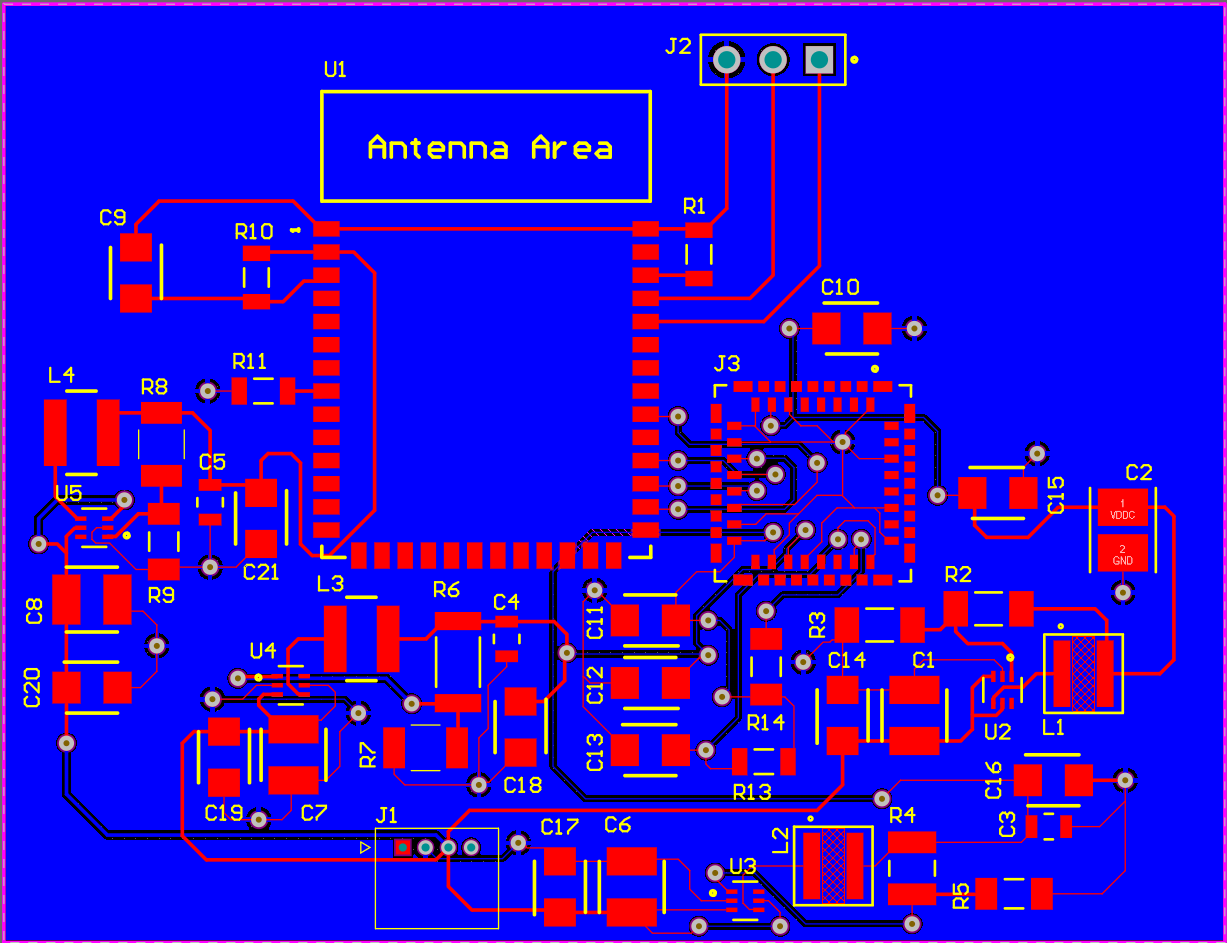 J2
U1
Antenna Area
C9
R10
R1
C10
L4
R8
R11
J3
C5
U5
C15
C2
1
VDDC
2
GND
C21
R9
L3
R6
C4
C11
R3
R2
C8
C20
U4
C12
C14
C1
R7
R14
U2
L1
C13
C19
C7
C18
R13
C16
J1
C17
C6
L2
R4
C3
U3
R5